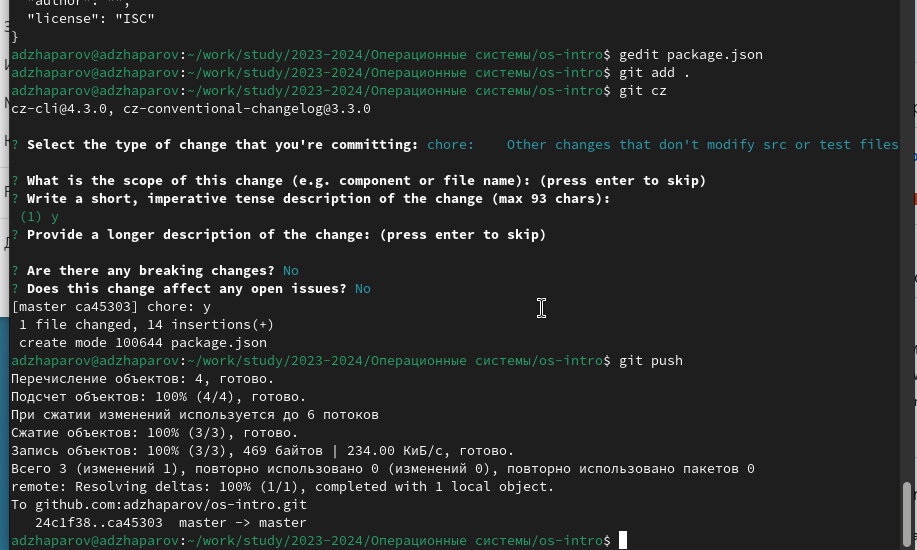 "author": "",
"license": "ISC"
}
adzhaparov@adzhaparov:~/work/study/2023-2024/Операционные системы/os-intro$ gedit package.json
adzhaparov@adzhaparov:~/work/study/2023-2024/Операционные системы/os-intro$ git add .
adzhaparov@adzhaparov:~/work/study/2023-2024/Операционные системы/os-intro$ git cz
cz-cli@4.3.0, cz-conventional-changelog@3.3.0
? Select the type of change that you're committing: chore:    Other changes that don't modify src or test files
? What is the scope of this change (e.g. component or file name): (press enter to skip)
? Write a short, imperative tense description of the change (max 93 chars):
(1) y
? Provide a longer description of the change: (press enter to skip)
? Are there any breaking changes? No
? Does this change affect any open issues? No
[master ca45303] chore: y
1 file changed, 14 insertions(+)
create mode 100644 package.json
adzhaparov@adzhaparov:~/work/study/2023-2024/Операционные системы/os-intro$ git push
Перечисление объектов: 4, готово.
Подсчет объектов: 100% (4/4), готово.
При сжатии изменений используется до 6 потоков
Сжатие объектов: 100% (3/3), готово.
Запись объектов: 100% (3/3), 469 байтов | 234.00 КиБ/с, готово.
Всего 3 (изменений 1), повторно использовано 0 (изменений 0), повторно использовано пакетов 0
remote: Resolving deltas: 100% (1/1), completed with 1 local object.
To github.com:adzhaparov/os-intro.git
24c1f38..ca45303  master -> master
adzhaparov@adzhaparov:~/work/study/2023-2024/Операционные системы/os-intro$